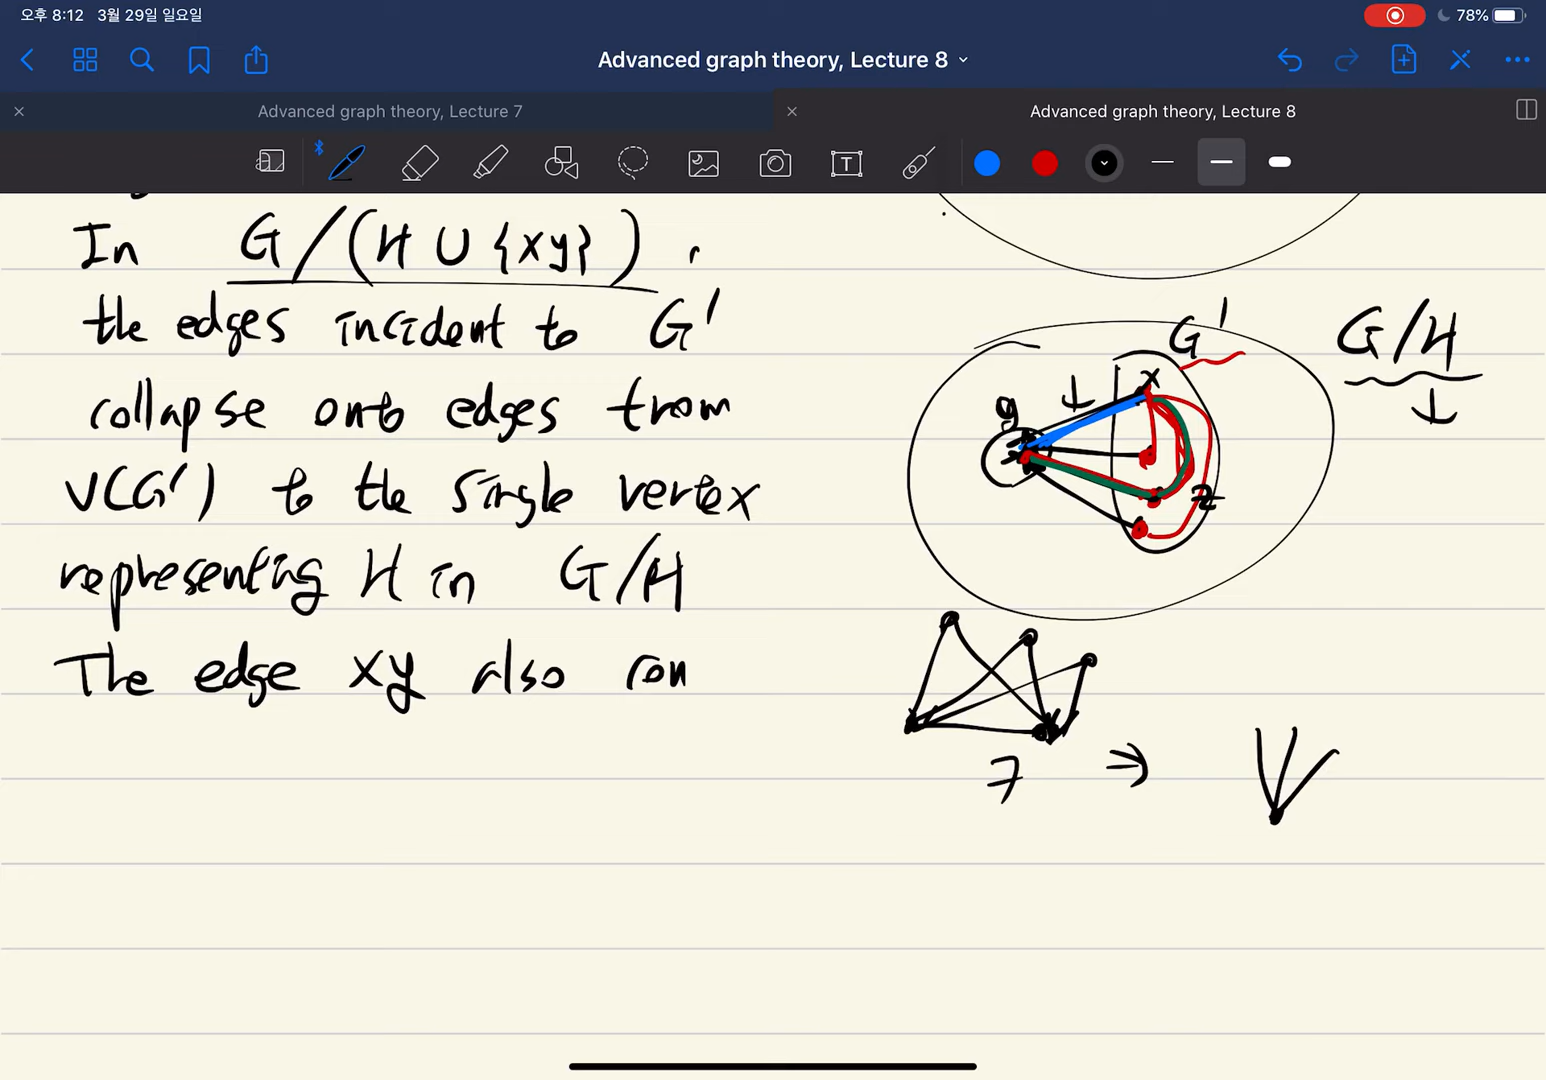 오후 8:12 3월 29일 일요일
78%
Advanced graph theory, Lecture 8
Advanced graph theory, Lecture 7
Advanced graph theory, Lecture 8
T
In G/(H ∪ {xy}),
the edges incident to G'
collapse onto edges from
V(G') to the single vertex
representing H in G/H
The edge xy also con
G'
G/H
x
y
z
7 ⇒